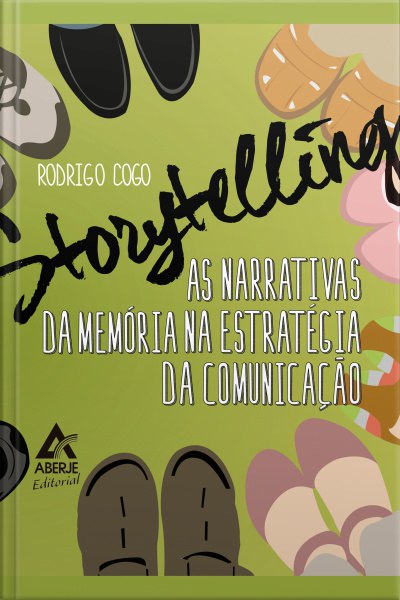 RODRIGO COGO
Storytelling
AS NARRATIVAS
DA MEMÓRIA NA ESTRATÉGIA
DA COMUNICAÇÃO
ABERJE
Editorial